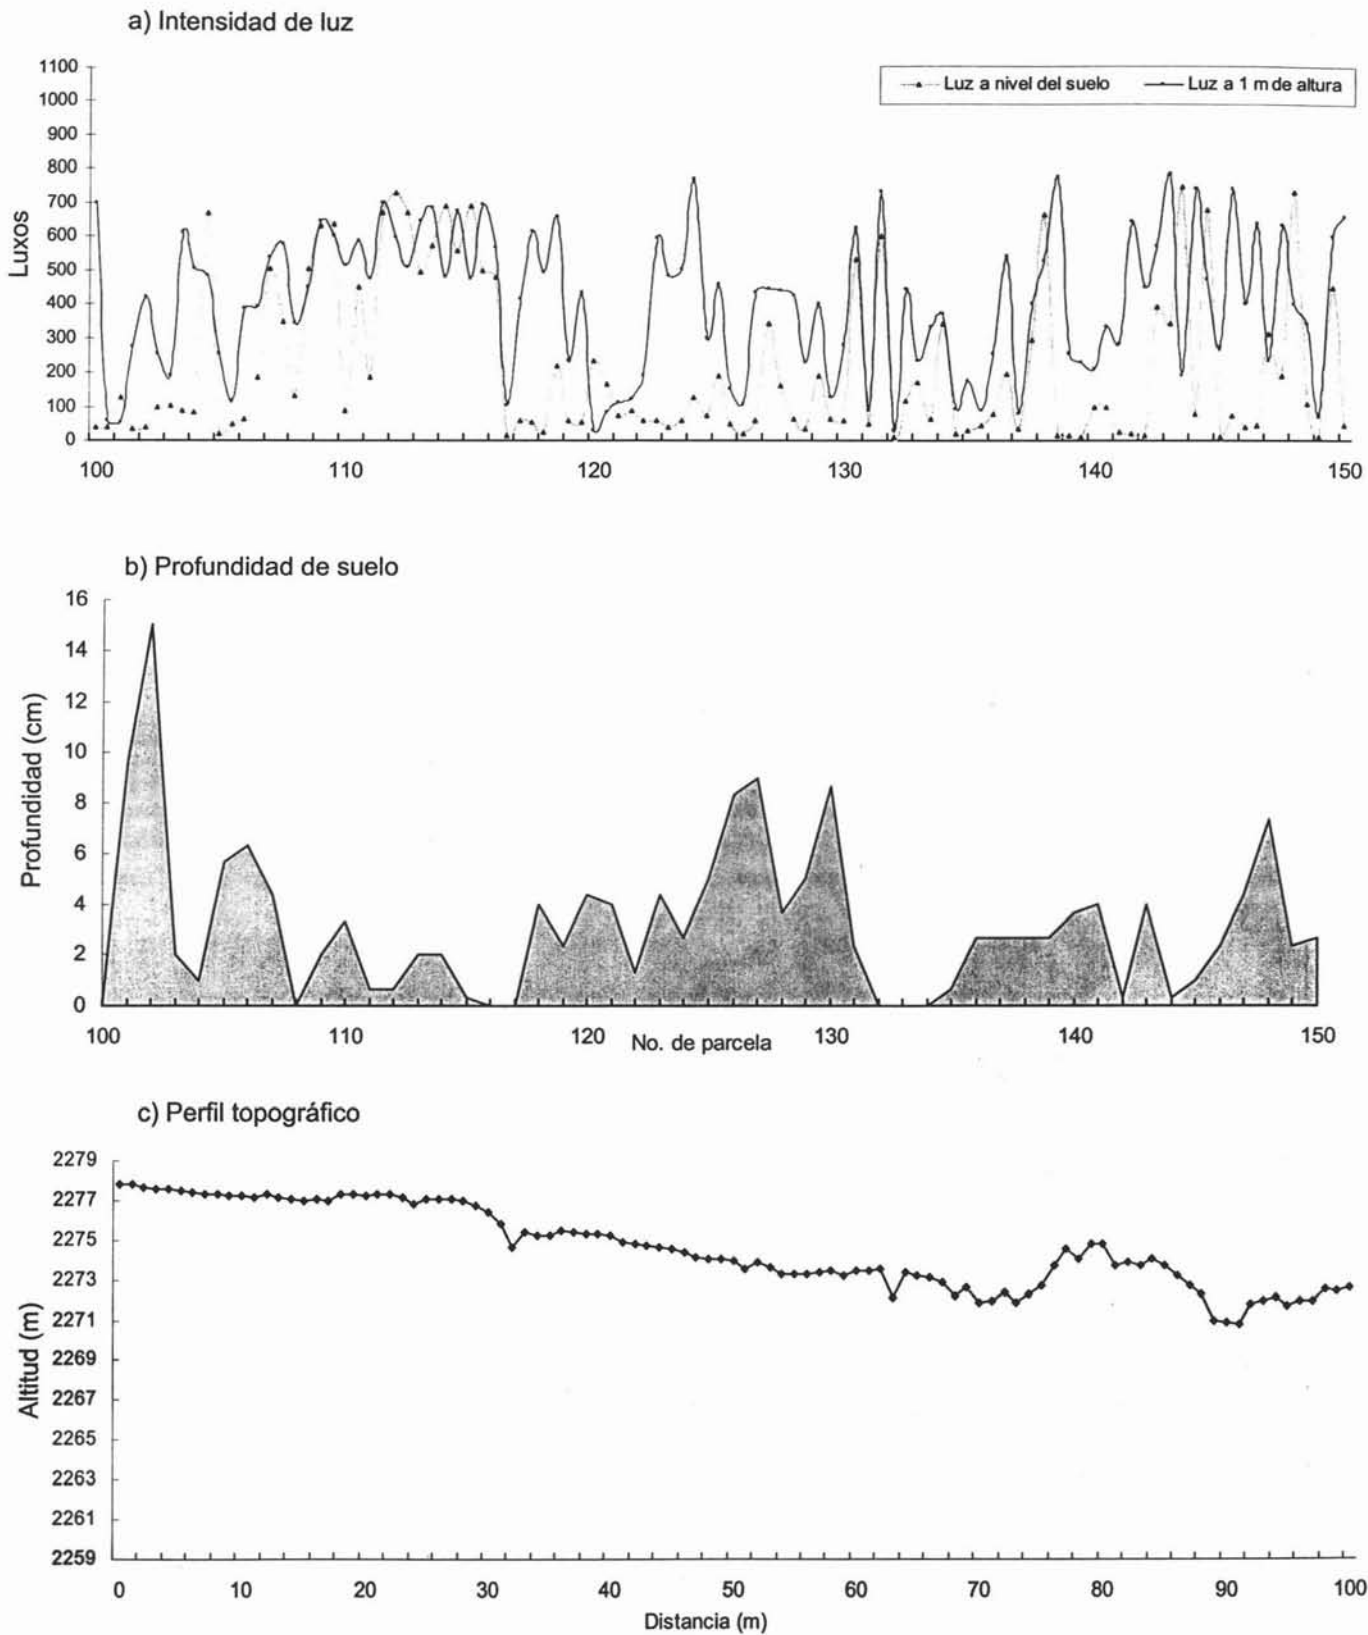 a) Intensidad de luz
1100
1000
900
800
700
600
500
400
300
200
100
0
Luxos
Luz a nivel del suelo
Luz a 1 m de altura
100 110 120 130 140 150
b) Profundidad de suelo
16
14
12
10
8
6
4
2
0
Profundidad (cm)
100 110 120 130 140 150
No. de parcela
c) Perfil topográfico
2279
2277
2275
2273
2271
2269
2267
2265
2263
2261
2259
Altitud (m)
0 10 20 30 40 50 60 70 80 90 100
Distancia (m)